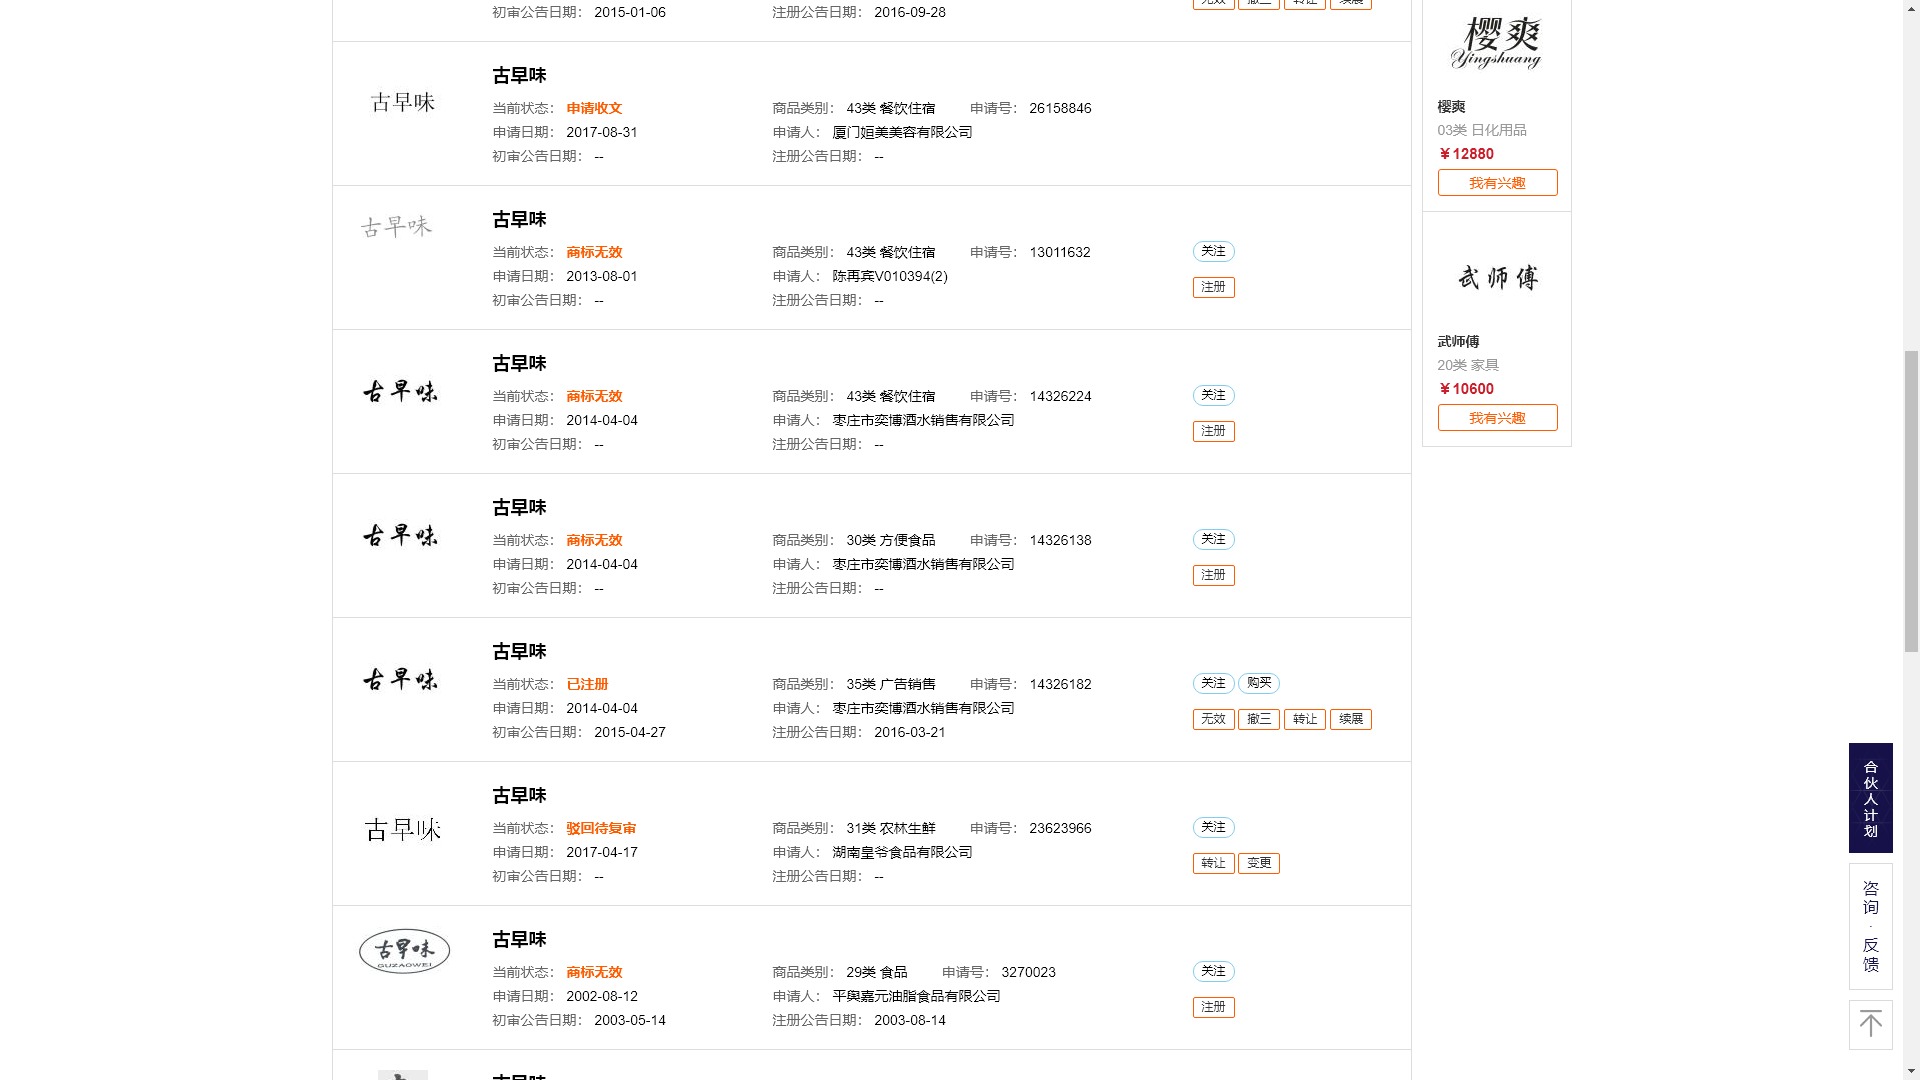 初审公告日期： 2015-01-06 注册公告日期： 2016-09-28
无效 撤三 转让 续展
古早味
古早味
当前状态： 申请收文 商品类别： 43类 餐饮住宿 申请号： 26158846
申请日期： 2017-08-31 申请人： 厦门姮美美容有限公司
初审公告日期： -- 注册公告日期： --
古早味
古早味
当前状态： 商标无效 商品类别： 43类 餐饮住宿 申请号： 13011632
申请日期： 2013-08-01 申请人： 陈再宾V010394(2)
初审公告日期： -- 注册公告日期： --
关注
注册
古早味
古早味
当前状态： 商标无效 商品类别： 43类 餐饮住宿 申请号： 14326224
申请日期： 2014-04-04 申请人： 枣庄市奕博酒水销售有限公司
初审公告日期： -- 注册公告日期： --
关注
注册
古早味
古早味
当前状态： 商标无效 商品类别： 30类 方便食品 申请号： 14326138
申请日期： 2014-04-04 申请人： 枣庄市奕博酒水销售有限公司
初审公告日期： -- 注册公告日期： --
关注
注册
古早味
古早味
当前状态： 已注册 商品类别： 35类 广告销售 申请号： 14326182
申请日期： 2014-04-04 申请人： 枣庄市奕博酒水销售有限公司
初审公告日期： 2015-04-27 注册公告日期： 2016-03-21
关注 购买
无效 撤三 转让 续展
古早味
古早味
当前状态： 驳回待复审 商品类别： 31类 农林生鲜 申请号： 23623966
申请日期： 2017-04-17 申请人： 湖南皇爷食品有限公司
初审公告日期： -- 注册公告日期： --
关注
转让 变更
古早味
GUZAOWEI
古早味
当前状态： 商标无效 商品类别： 29类 食品 申请号： 3270023
申请日期： 2002-08-12 申请人： 平舆嘉元油脂食品有限公司
初审公告日期： 2003-05-14 注册公告日期： 2003-08-14
关注
注册
古早味
樱爽
Yingshuang
樱爽
03类 日化用品
￥12880
我有兴趣
武师傅
武师傅
20类 家具
￥10600
我有兴趣
合伙人计划
咨询·反馈